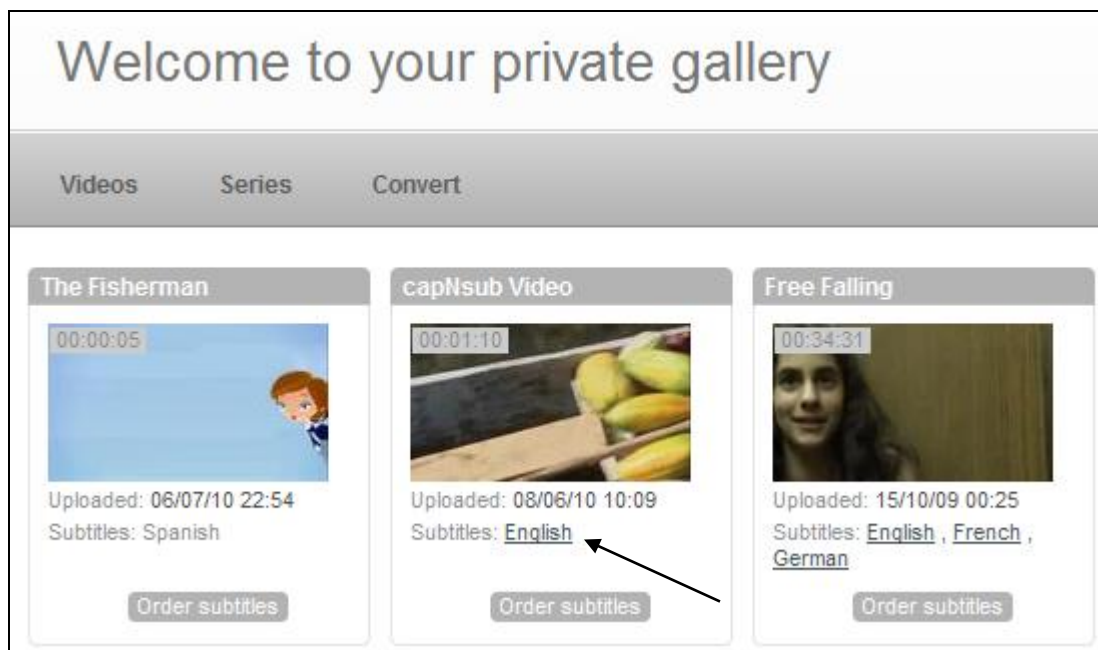 Welcome to your private gallery
Videos Series Convert
The Fisherman
00:00:05
Uploaded: 06/07/10 22:54
Subtitles: Spanish
Order subtitles
capNsub Video
00:01:10
Uploaded: 08/06/10 10:09
Subtitles: English
Order subtitles
Free Falling
00:34:31
Uploaded: 15/10/09 00:25
Subtitles: English , French ,
German
Order subtitles